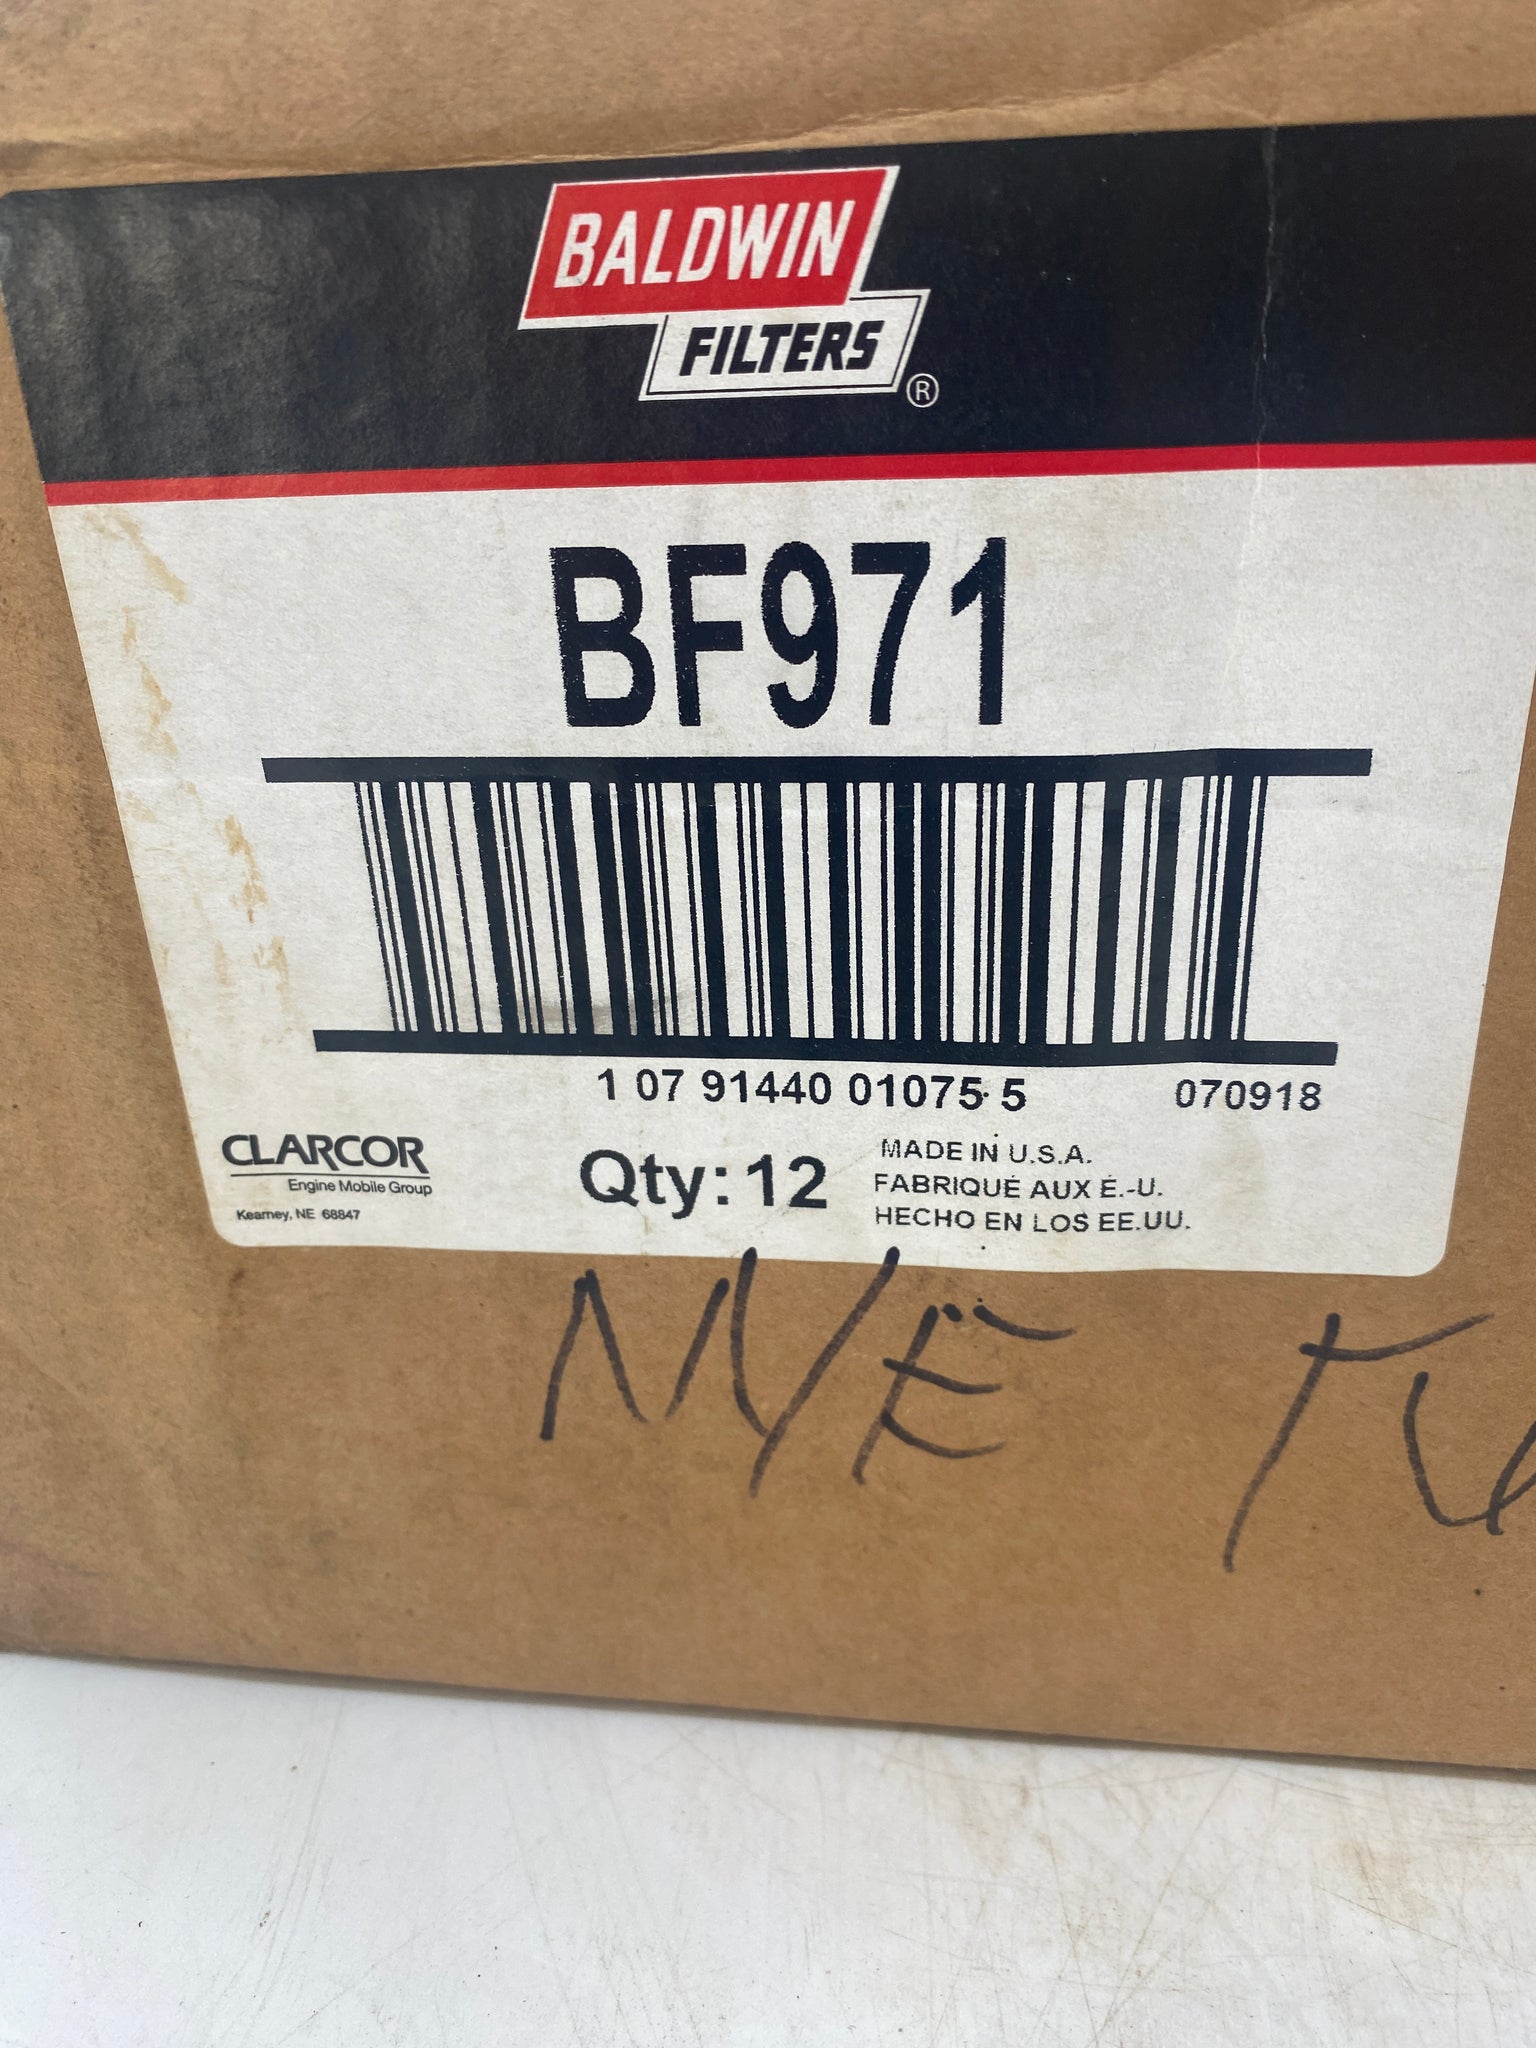 BALDWIN
FILTERS
®
BF971
1 07 91440 01075 5 070918
CLARCOR
Engine Mobile Group
Kearney, NE 68847
Qty: 12
MADE IN U.S.A.
FABRIQUÉ AUX É.-U.
HECHO EN LOS EE.UU.